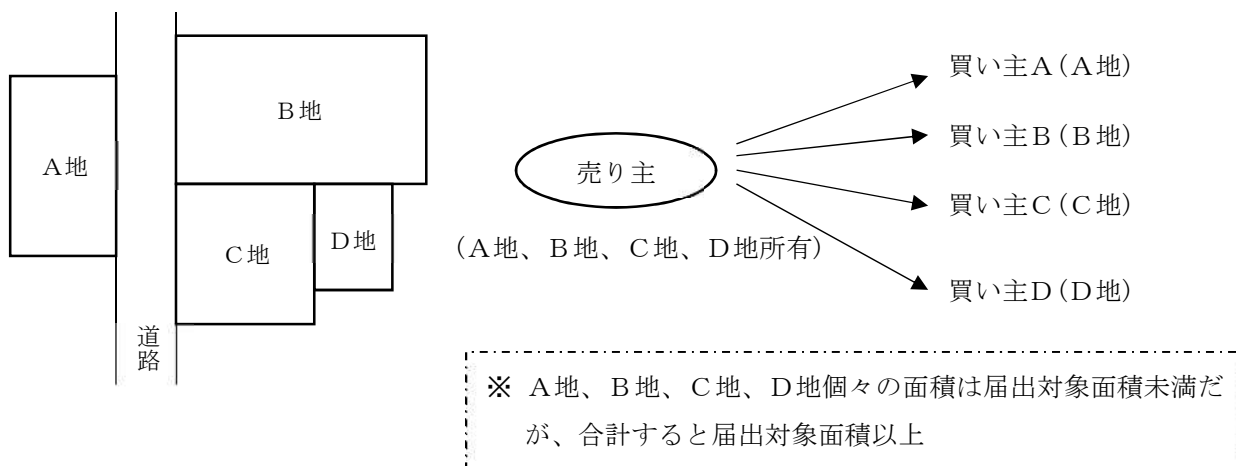 A地
B地
C地
D地
道路
売り主
(A地、B地、C地、D地所有)
買い主A(A地)
買い主B(B地)
買い主C(C地)
買い主D(D地)
※ A地、B地、C地、D地個々の面積は届出対象面積未満だ
が、合計すると届出対象面積以上